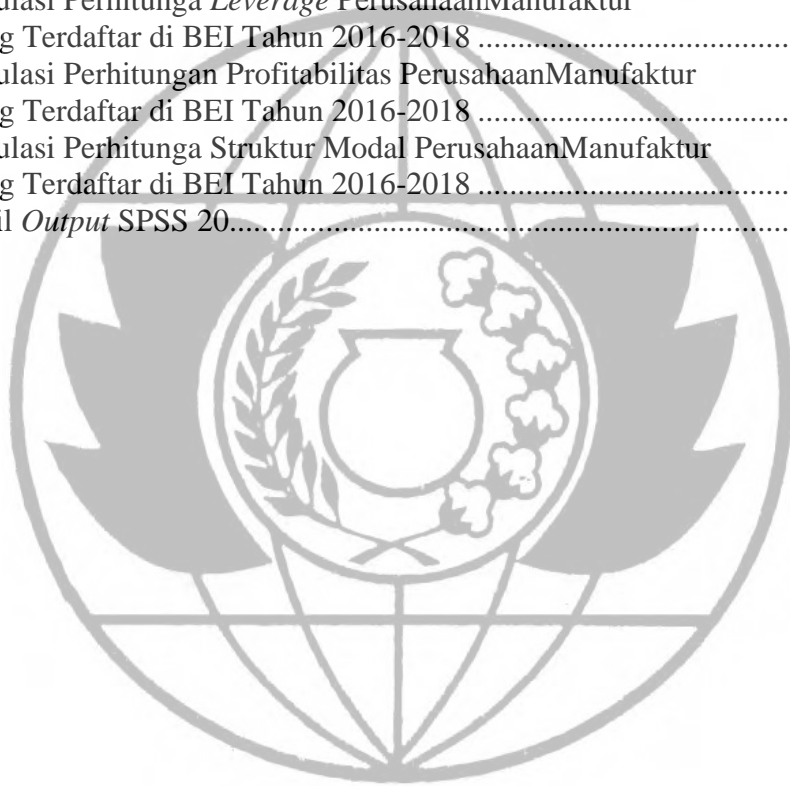 ulasi Perhitunga Leverage PerusahaanManufaktur
g Terdaftar di BEI Tahun 2016-2018 ........................................
ulasi Perhitungan Profitabilitas PerusahaanManufaktur
g Terdaftar di BEI Tahun 2016-2018 ........................................
ulasi Perhitunga Struktur Modal PerusahaanManufaktur
g Terdaftar di BEI Tahun 2016-2018 ........................................
il Output SPSS 20........................................................................